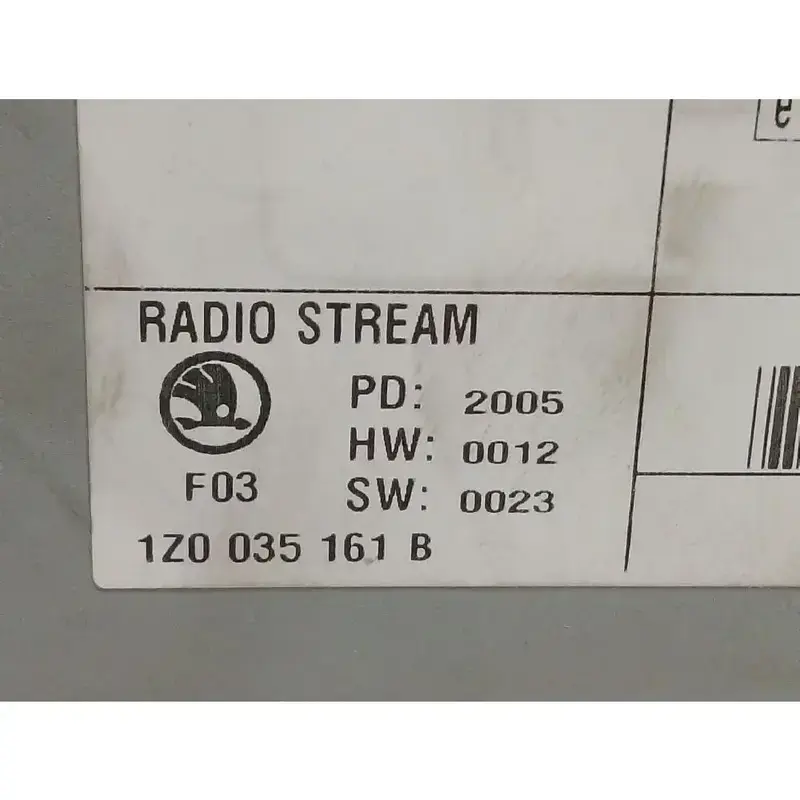 RADIO STREAM
PD: 2005
HW: 0012
F03
SW: 0023
1Z0 035 161 B